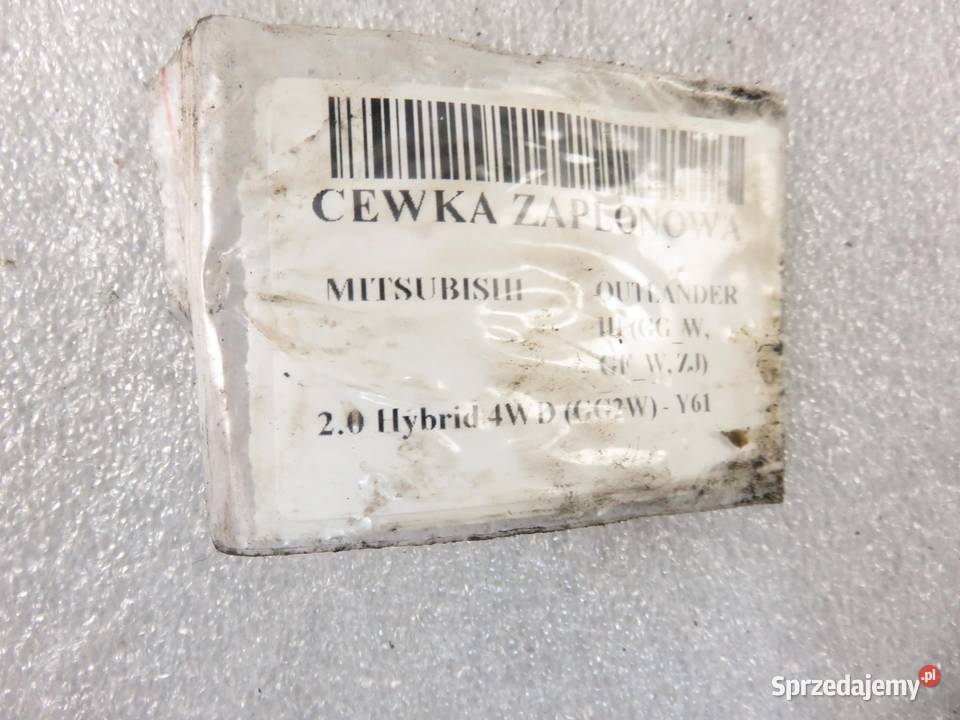 CEWKA ZAPŁONOWA
MITSUBISHI OUTLANDER
III (GG_W,
GF_W, ZJ)
2.0 Hybrid 4WD (GG2W) - Y61
Sprzedajemy.pl